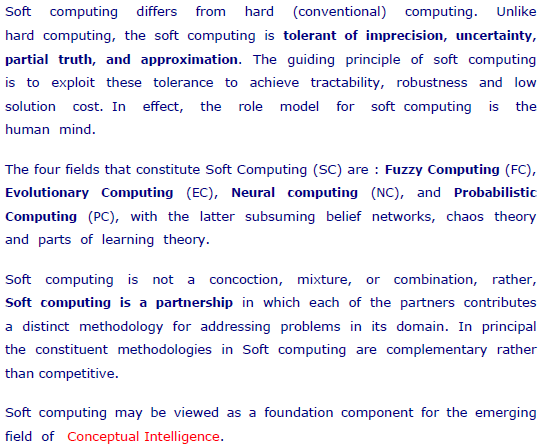 Soft computing differs from hard (conventional) computing. Unlike
hard computing, the soft computing is tolerant of imprecision, uncertainty,
partial truth, and approximation. The guiding principle of soft computing
is to exploit these tolerance to achieve tractability, robustness and low
solution cost. In effect, the role model for soft computing is the
human mind.
The four fields that constitute Soft Computing (SC) are : Fuzzy Computing (FC),
Evolutionary Computing (EC), Neural computing (NC), and Probabilistic
Computing (PC), with the latter subsuming belief networks, chaos theory
and parts of learning theory.
Soft computing is not a concoction, mixture, or combination, rather,
Soft computing is a partnership in which each of the partners contributes
a distinct methodology for addressing problems in its domain. In principal
the constituent methodologies in Soft computing are complementary rather
than competitive.
Soft computing may be viewed as a foundation component for the emerging
field of Conceptual Intelligence.